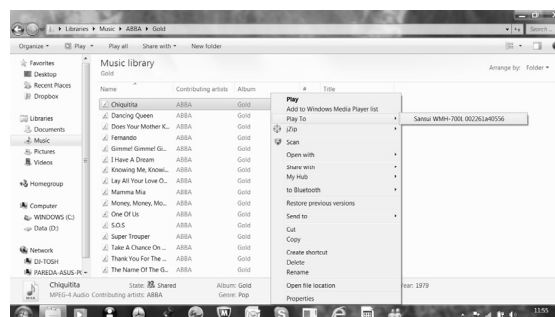 Libraries ▸ Music ▸ ABBA ▸ Gold
Search...
Organize ▾ Play ▾ Play all Share with ▾ New folder
Favorites
Desktop
Recent Places
Dropbox
Libraries
Documents
Music
Pictures
Videos
Homegroup
Computer
WINDOWS (C:)
Data (D:)
Network
DJ-TOSH
PAREDA-ASUS-P
Music library
Gold
Arrange by: Folder ▾
Name Contributing artists Album # Title
Chiquitita ABBA Gold
Dancing Queen ABBA Gold
Does Your Mother K... ABBA Gold
Fernando ABBA Gold
Gimme! Gimme! Gi... ABBA Gold
I Have A Dream ABBA Gold
Knowing Me, Knowi... ABBA Gold
Lay All Your Love O... ABBA Gold
Mamma Mia ABBA Gold
Money, Money, Mo... ABBA Gold
One Of Us ABBA Gold
S.O.S ABBA Gold
Super Trouper ABBA Gold
Take A Chance On ... ABBA Gold
Thank You For The ... ABBA Gold
The Name Of The G... ABBA Gold
Play
Add to Windows Media Player list
Play To
jZip
Scan
Open with
Share with
My Hub
to Bluetooth
Restore previous versions
Send to
Cut
Copy
Create shortcut
Delete
Rename
Open file location
Properties
Sansui WMH-700L 002261a40556
Chiquitita State: Shared Album: Gold Year: 1979
MPEG-4 Audio Contributing artists: ABBA Genre: Pop
11:55